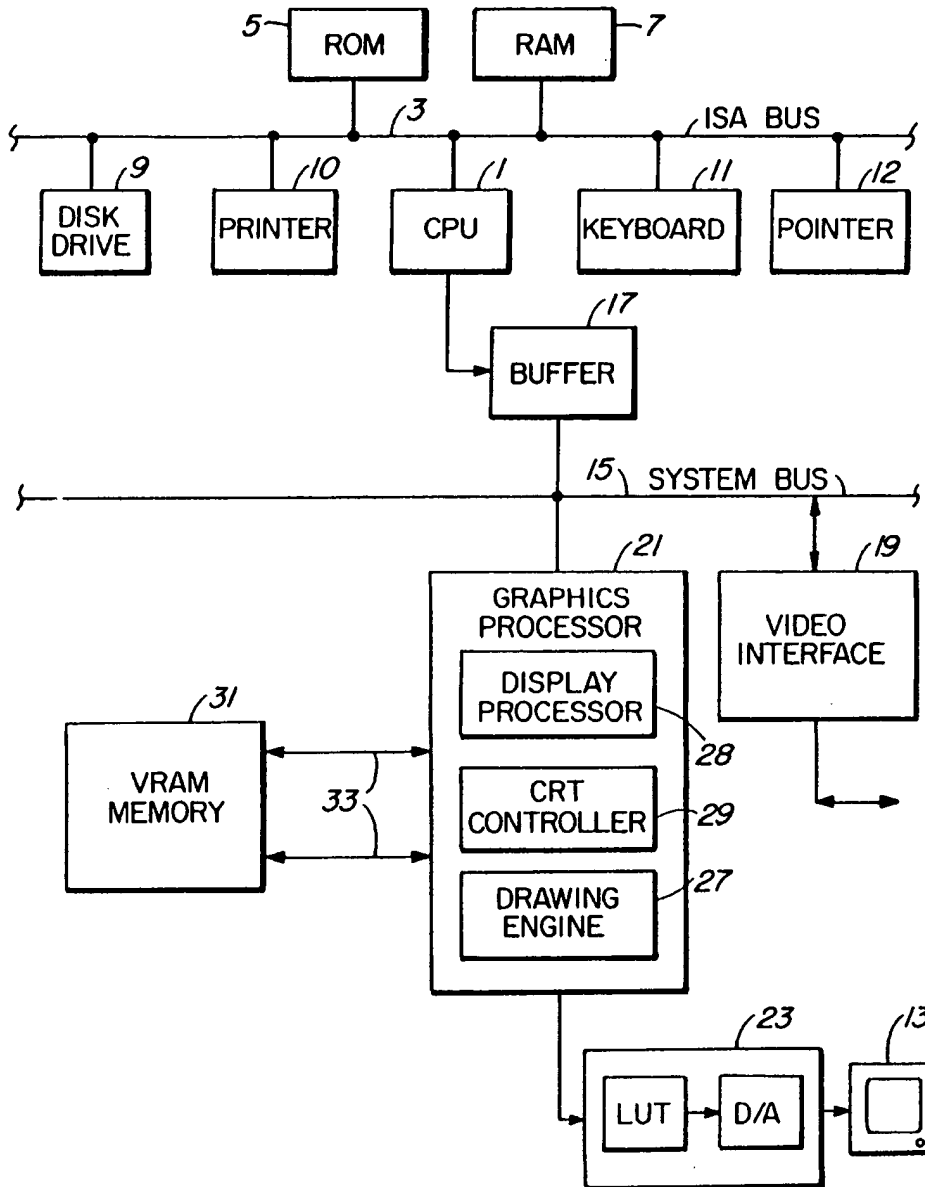 5
ROM
RAM
7
3
ISA BUS
9
DISK
DRIVE
10
PRINTER
1
CPU
11
KEYBOARD
12
POINTER
17
BUFFER
15
SYSTEM BUS
21
GRAPHICS
PROCESSOR
DISPLAY
PROCESSOR
28
CRT
CONTROLLER
29
27
DRAWING
ENGINE
19
VIDEO
INTERFACE
31
VRAM
MEMORY
33
23
LUT
D/A
13